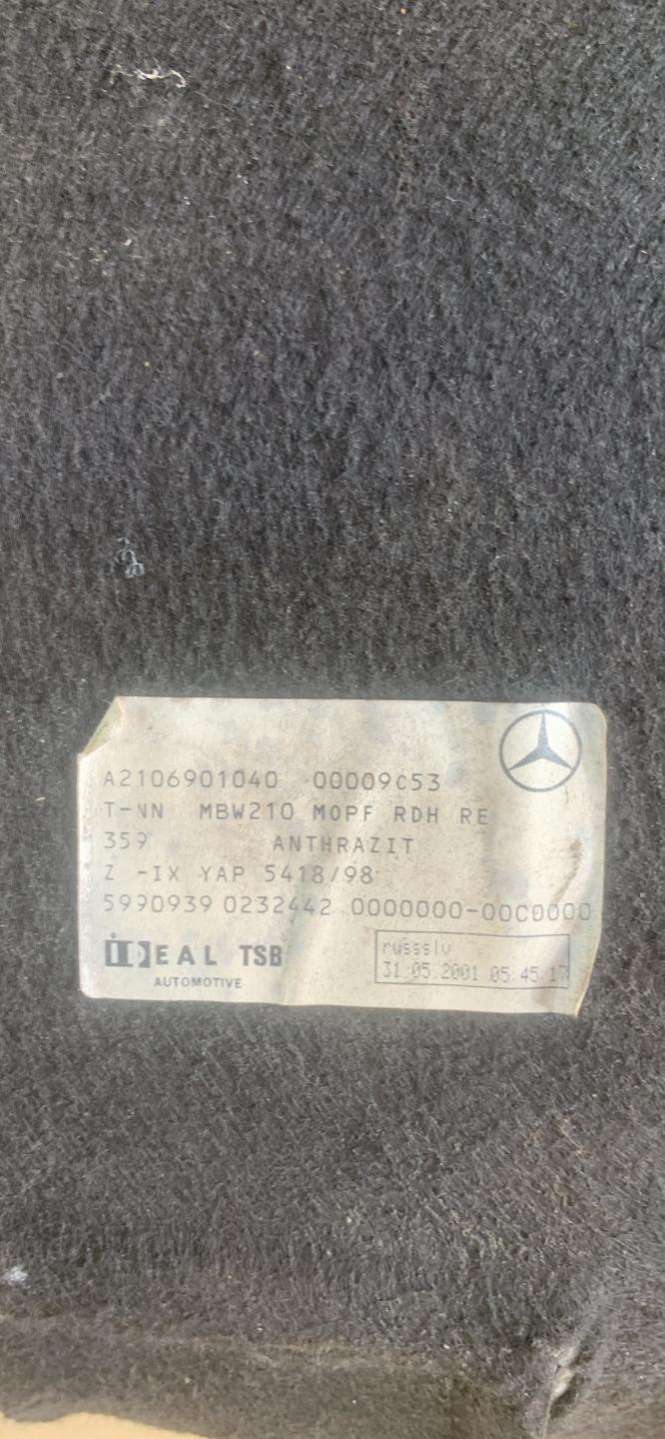 A2106901040 00009C53
T-NN MBW210 MOPF RDH RE
359 ANTHRAZIT
Z -IX YAP 5418/98
5990939 0232442 0000000-00C0000
IDEAL TSB
AUTOMOTIVE
russslv
31.05.2001 05:45:17